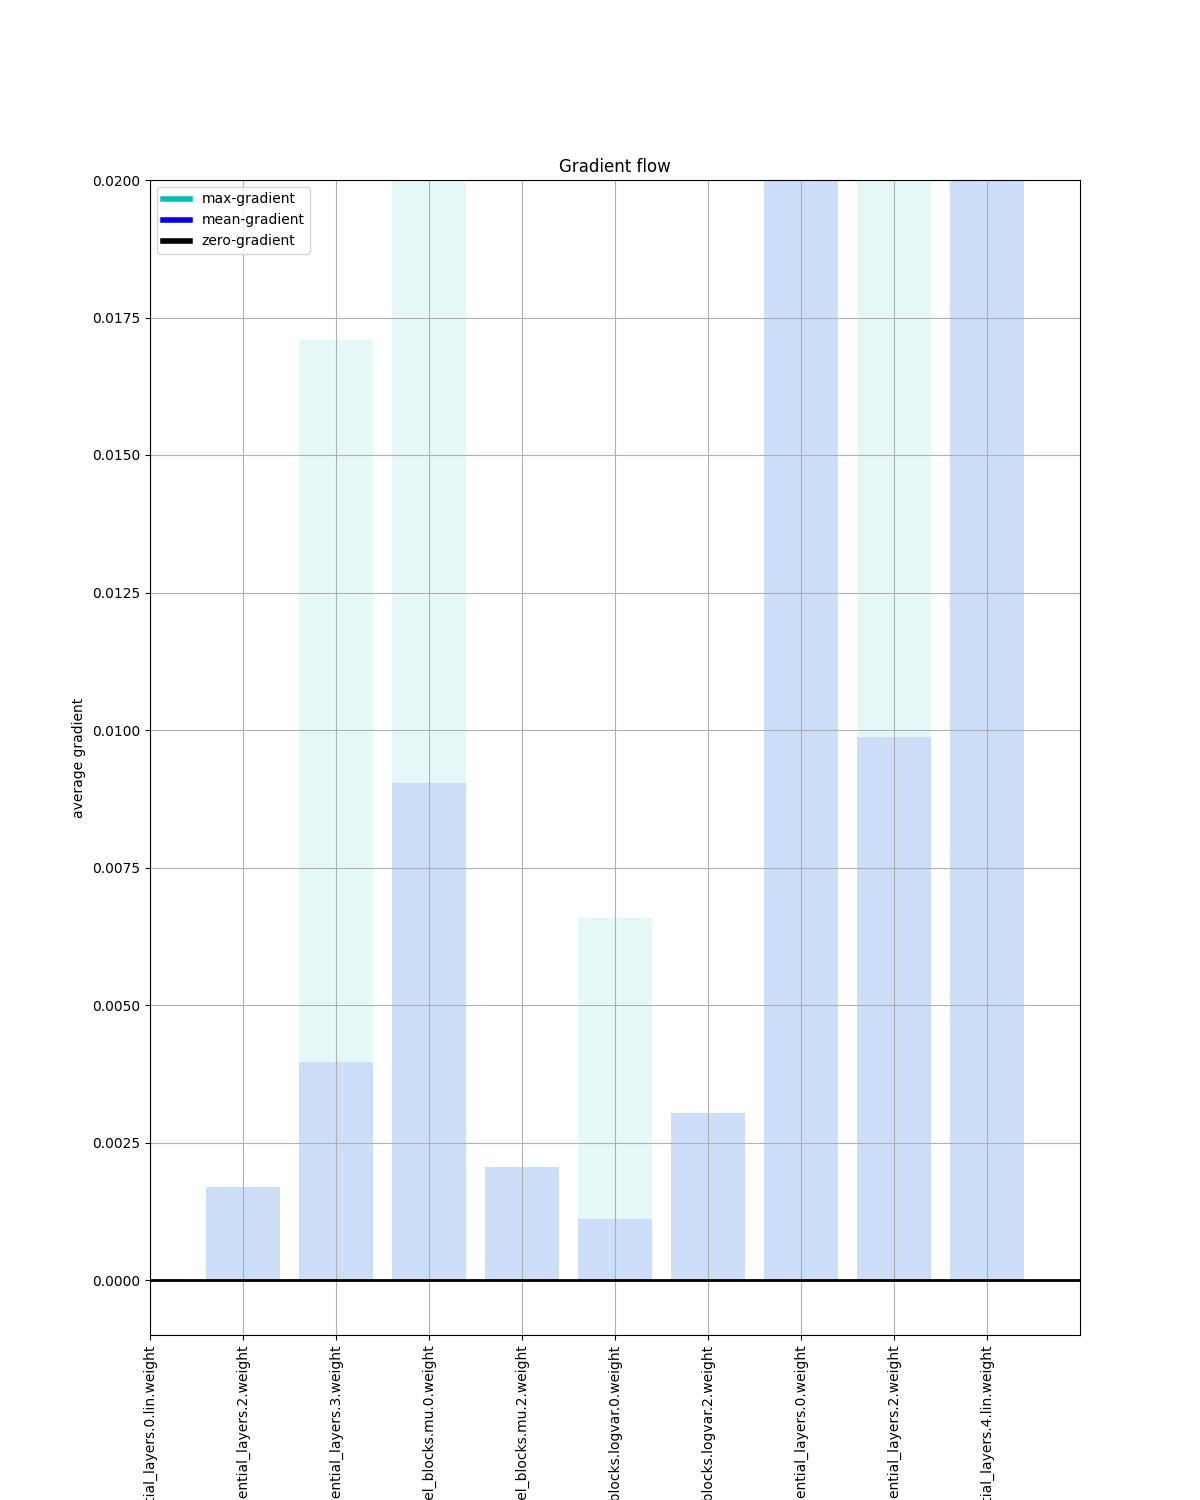 Gradient flow
max-gradient
mean-gradient
zero-gradient
0.0200
0.0175
0.0150
0.0125
0.0100
0.0075
0.0050
0.0025
0.0000
average gradient
tial_layers.0.lin.weight
ential_layers.2.weight
ential_layers.3.weight
el_blocks.mu.0.weight
el_blocks.mu.2.weight
blocks.logvar.0.weight
blocks.logvar.2.weight
ential_layers.0.weight
ential_layers.2.weight
tial_layers.4.lin.weight